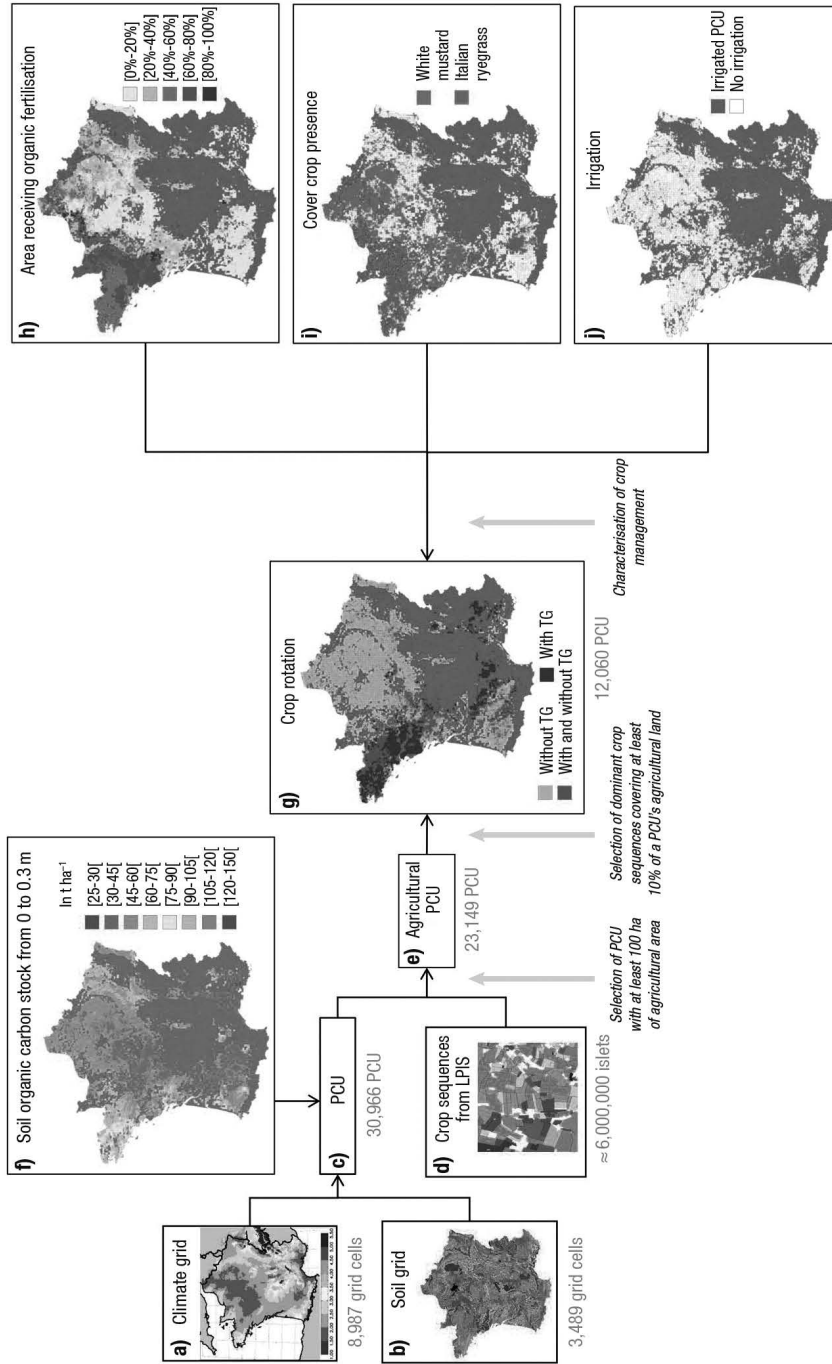 a) Climate grid
8,987 grid cells
b) Soil grid
3,489 grid cells
f) Soil organic carbon stock from 0 to 0.3 m
In t ha⁻¹
[25-30[
[30-45[
[45-60[
[60-75[
[75-90[
[90-105[
[105-120[
[120-150[
c) PCU
30,966 PCU
d) Crop sequences
from LPIS
≈ 6,000,000 islets
e) Agricultural
PCU
23,149 PCU
Selection of PCU
with at least 100 ha
of agricultural area
Selection of dominant crop
sequences covering at least
10% of a PCU's agricultural land
g) Crop rotation
Without TG
With TG
With and without TG
12,060 PCU
Characterisation of crop
management
h) Area receiving organic fertilisation
[0%-20%]
[20%-40%]
[40%-60%]
[60%-80%]
[80%-100%]
i) Cover crop presence
White
mustard
Italian
ryegrass
j) Irrigation
Irrigated PCU
No irrigation